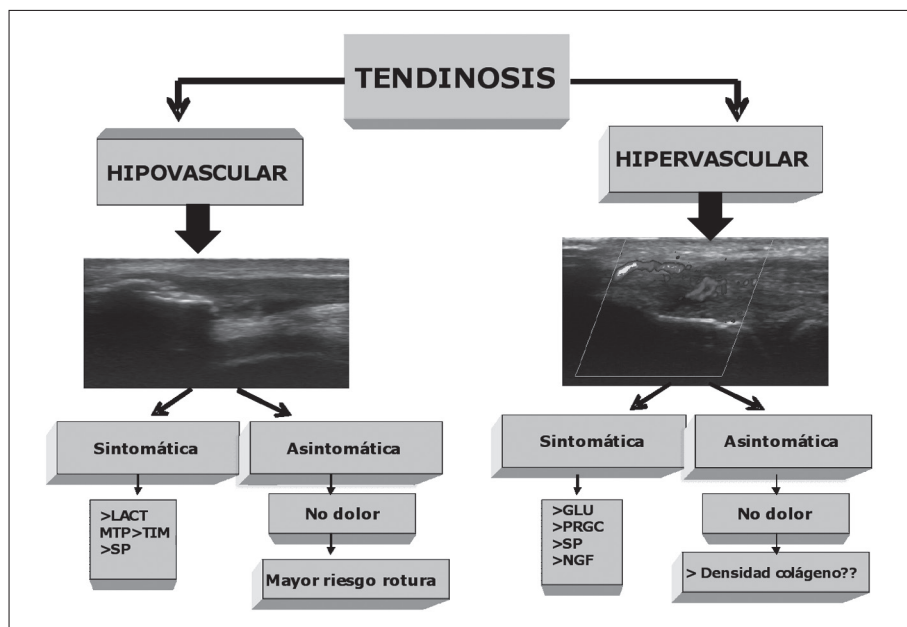 TENDINOSIS
HIPOVASCULAR
HIPERVASCULAR
Sintomática
Asintomática
>LACT
MTP>TIM
>SP
No dolor
Mayor riesgo rotura
Sintomática
Asintomática
>GLU
>PRGC
>SP
>NGF
No dolor
> Densidad colágeno??